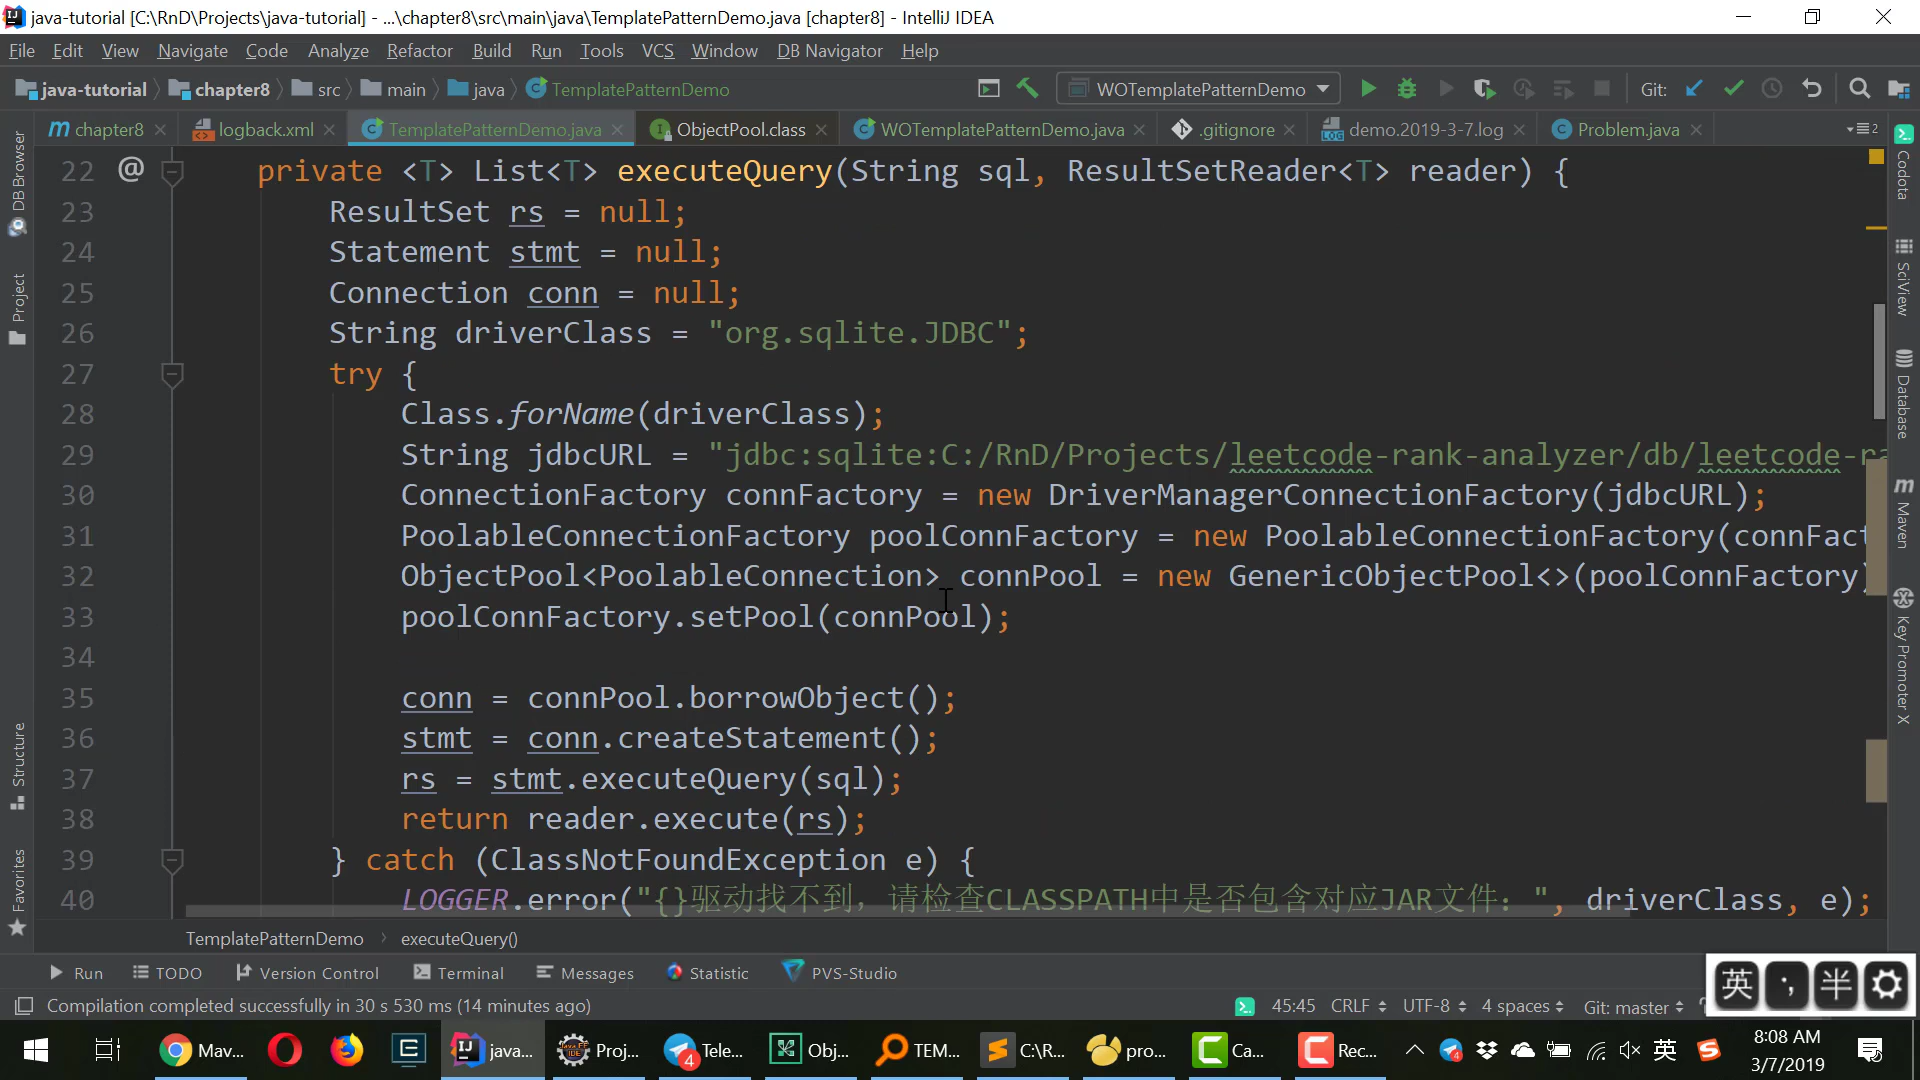 java-tutorial [C:\RnD\Projects\java-tutorial] - ...\chapter8\src\main\java\TemplatePatternDemo.java [chapter8] - IntelliJ IDEA
File Edit View Navigate Code Analyze Refactor Build Run Tools VCS Window DB Navigator Help
java-tutorial chapter8 src main java TemplatePatternDemo WOTemplatePatternDemo Git:
chapter8 logback.xml TemplatePatternDemo.java ObjectPool.class WOTemplatePatternDemo.java .gitignore demo.2019-3-7.log Problem.java
22 @ private <T> List<T> executeQuery(String sql, ResultSetReader<T> reader) {
23 ResultSet rs = null;
24 Statement stmt = null;
25 Connection conn = null;
26 String driverClass = "org.sqlite.JDBC";
27 try {
28 Class.forName(driverClass);
29 String jdbcURL = "jdbc:sqlite:C:/RnD/Projects/leetcode-rank-analyzer/db/leetcode-ra
30 ConnectionFactory connFactory = new DriverManagerConnectionFactory(jdbcURL);
31 PoolableConnectionFactory poolConnFactory = new PoolableConnectionFactory(connFact
32 ObjectPool<PoolableConnection> connPool = new GenericObjectPool<>(poolConnFactory)
33 poolConnFactory.setPool(connPool);
34
35 conn = connPool.borrowObject();
36 stmt = conn.createStatement();
37 rs = stmt.executeQuery(sql);
38 return reader.execute(rs);
39 } catch (ClassNotFoundException e) {
40 LOGGER.error("{}驱动找不到，请检查CLASSPATH中是否包含对应JAR文件：", driverClass, e);
DB Browser
Project
Structure
Favorites
Codota
SciView
Database
Maven
Key Promoter X
TemplatePatternDemo executeQuery()
Run TODO Version Control Terminal Messages Statistic PVS-Studio
Compilation completed successfully in 30 s 530 ms (14 minutes ago) 45:45 CRLF UTF-8 4 spaces Git: master
英 半
Mav... java... Proj... Tele... Obj... TEM... C:\R... pro... Ca... Rec... 英
8:08 AM
3/7/2019